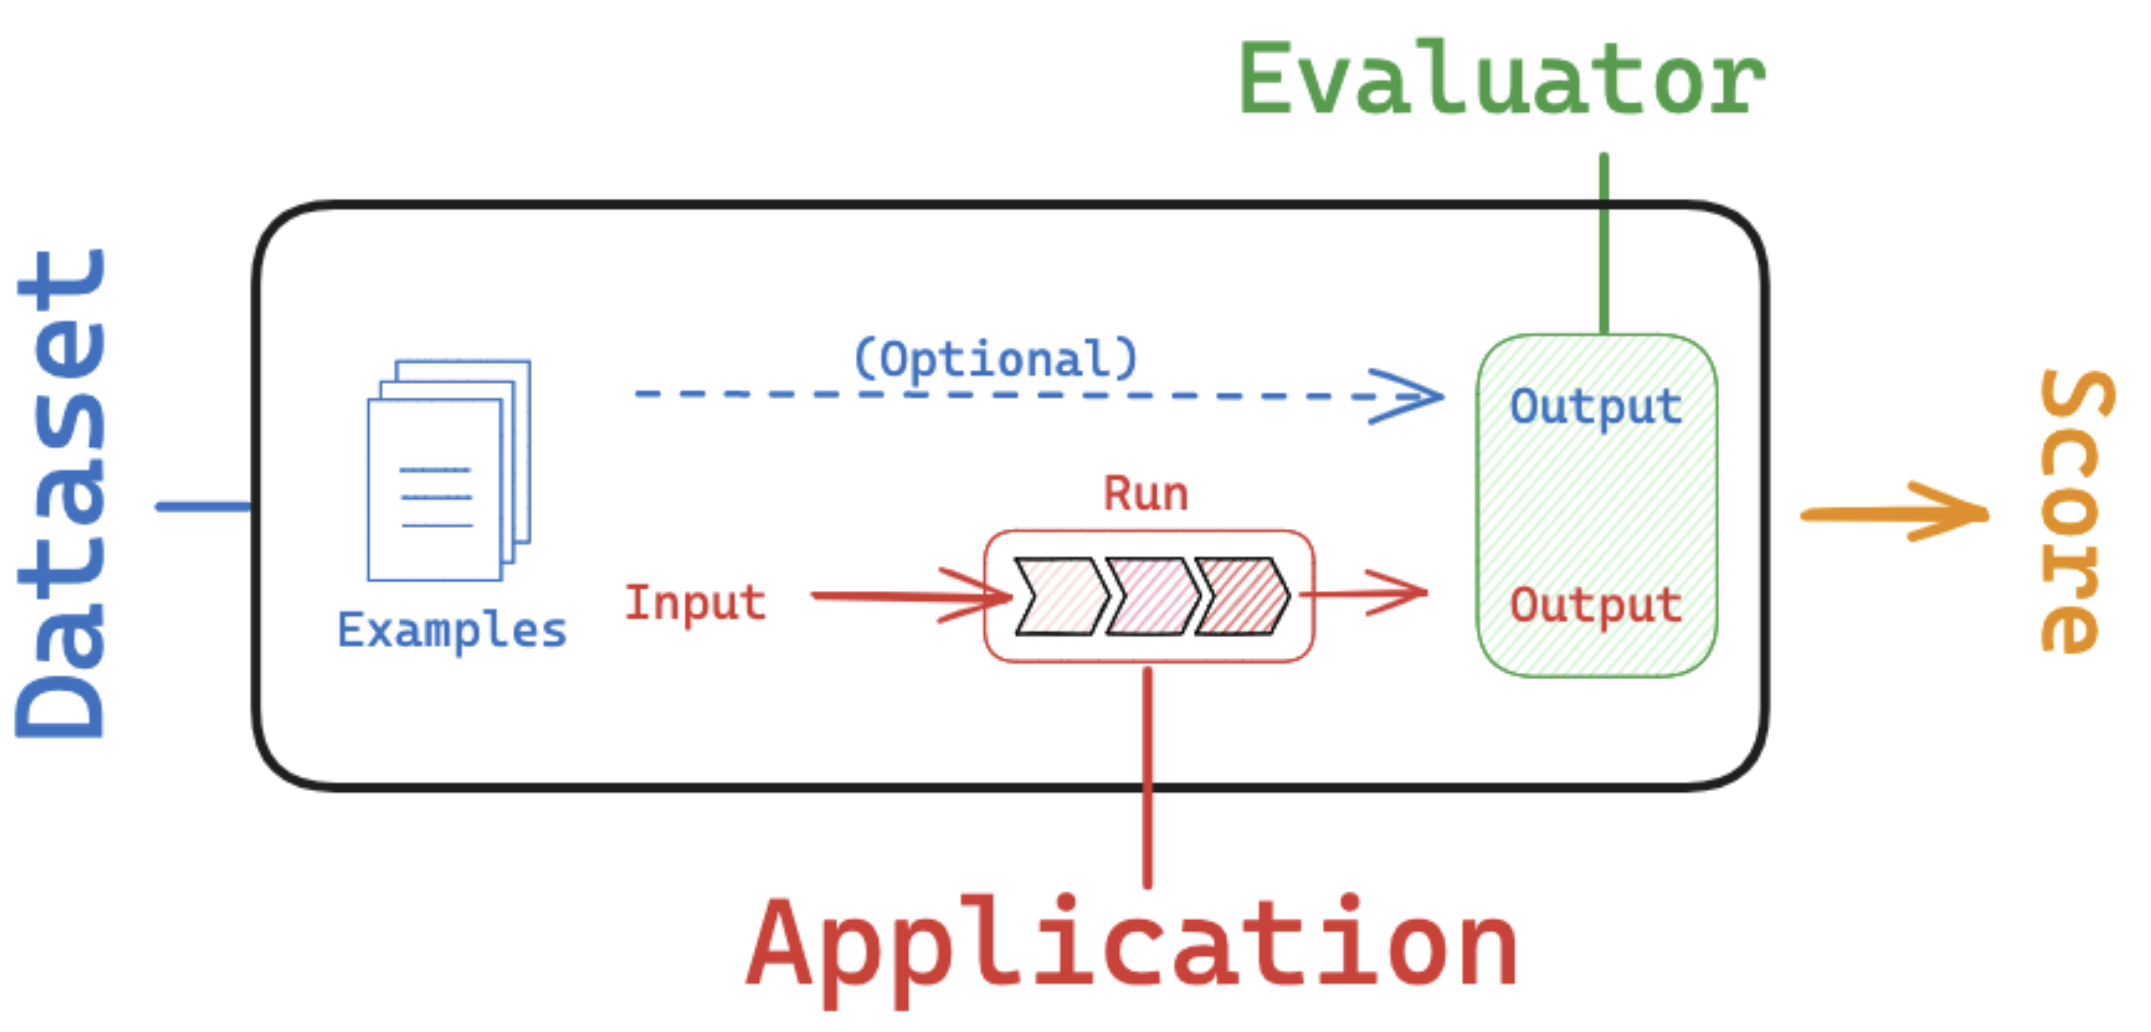 Evaluator
Dataset
(Optional)
Output
Run
Input
Output
Examples
Score
Application